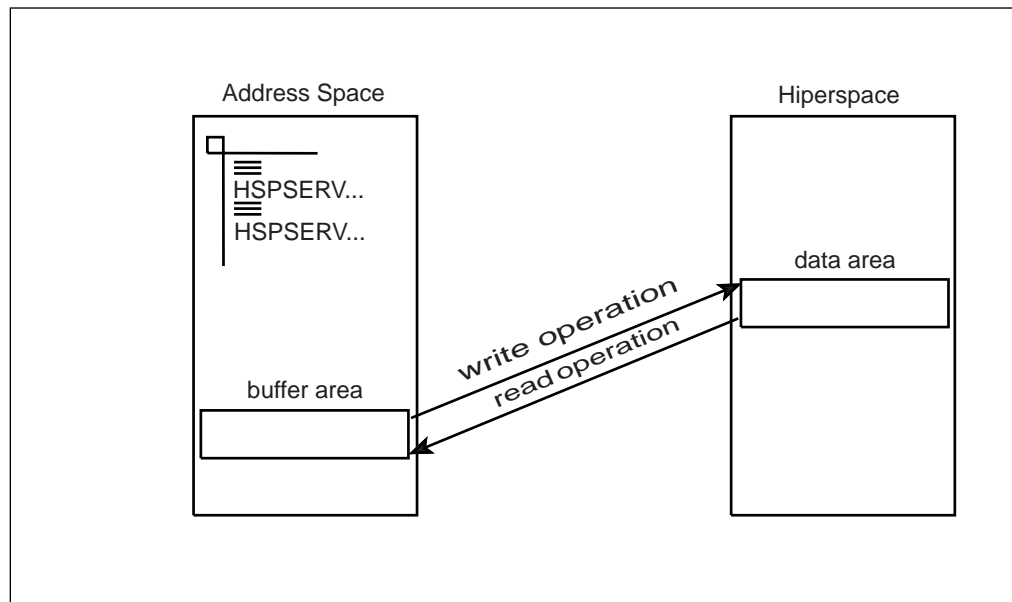 Address Space
Hiperspace
HSPSERV...
HSPSERV...
data area
write operation
read operation
buffer area